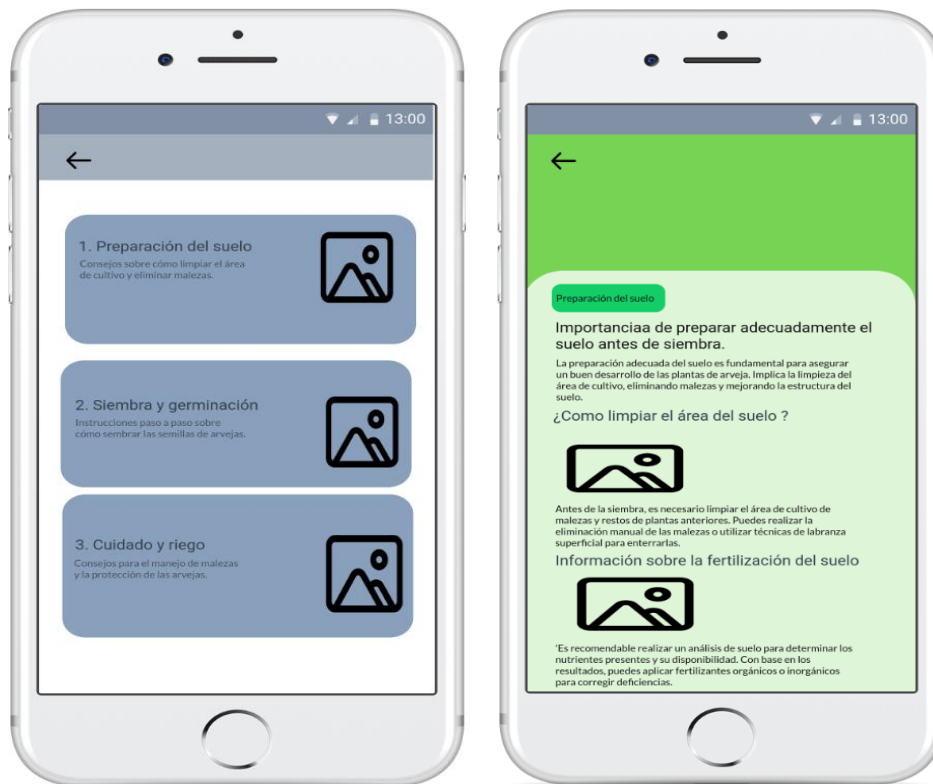 13:00
1. Preparación del suelo
Consejos sobre cómo limpiar el área
de cultivo y eliminar malezas.
2. Siembra y germinación
Instrucciones paso a paso sobre
cómo sembrar las semillas de arvejas.
3. Cuidado y riego
Consejos para el manejo de malezas
y la protección de las arvejas.
13:00
Preparación del suelo
Importanciaa de preparar adecuadamente el
suelo antes de siembra.
La preparación adecuada del suelo es fundamental para asegurar
un buen desarrollo de las plantas de arveja. Implica la limpieza del
área de cultivo, eliminando malezas y mejorando la estructura del
suelo.
¿Como limpiar el área del suelo ?
Antes de la siembra, es necesario limpiar el área de cultivo de
malezas y restos de plantas anteriores. Puedes realizar la
eliminación manual de las malezas o utilizar técnicas de labranza
superficial para enterrarlas.
Información sobre la fertilización del suelo
'Es recomendable realizar un análisis de suelo para determinar los
nutrientes presentes y su disponibilidad. Con base en los
resultados, puedes aplicar fertilizantes orgánicos o inorgánicos
para corregir deficiencias.